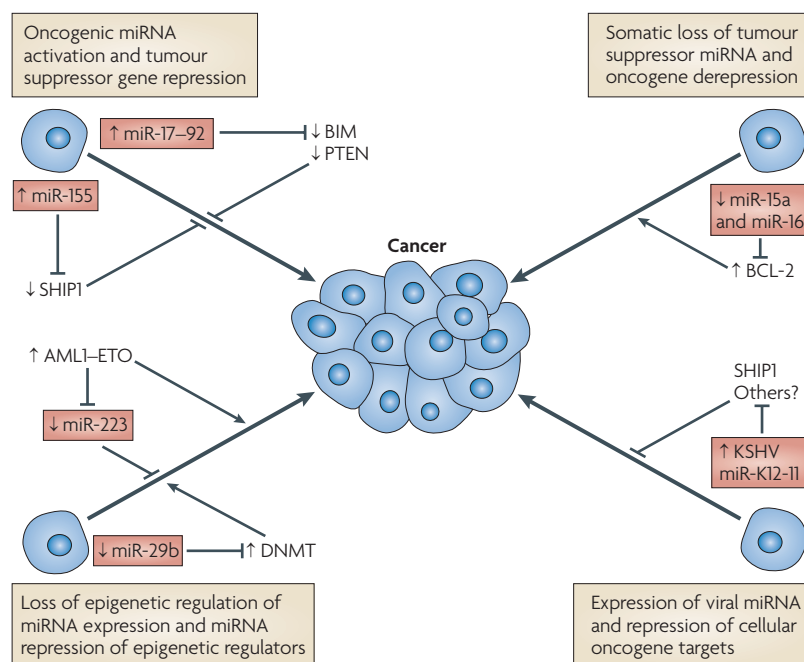 Oncogenic miRNA
activation and tumour
suppressor gene repression
Somatic loss of tumour
suppressor miRNA and
oncogene derepression
↑ miR-17–92
↓ BIM
↓ PTEN
↑ miR-155
↓ SHIP1
↓ miR-15a
and miR-16
↑ BCL-2
Cancer
↑ AML1–ETO
↓ miR-223
↓ miR-29b
↑ DNMT
SHIP1
Others?
↑ KSHV
miR-K12-11
Loss of epigenetic regulation of
miRNA expression and miRNA
repression of epigenetic regulators
Expression of viral miRNA
and repression of cellular
oncogene targets